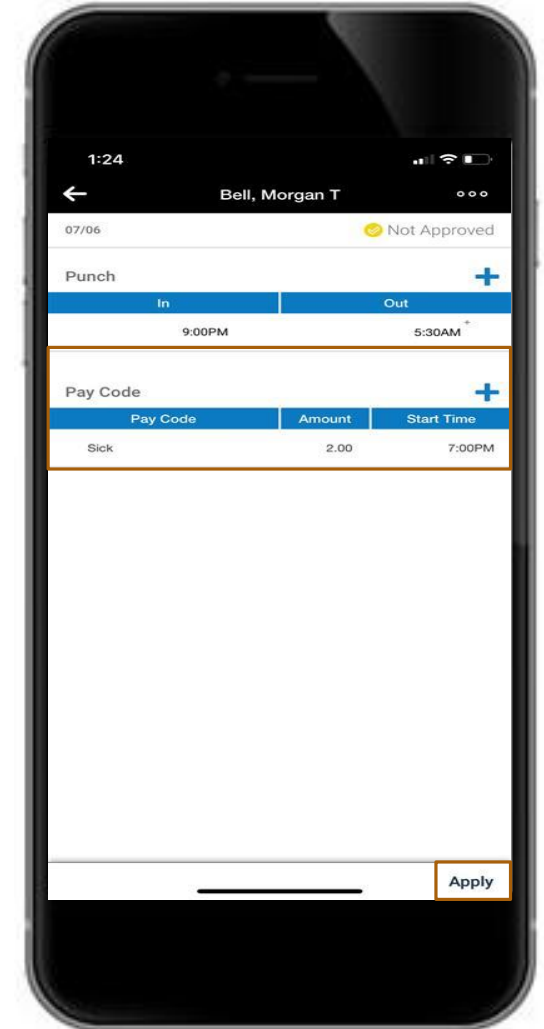 1:24
Bell, Morgan T
07/06 Not Approved
Punch +
In Out
9:00PM 5:30AM +
Pay Code +
Pay Code Amount Start Time
Sick 2.00 7:00PM
Apply